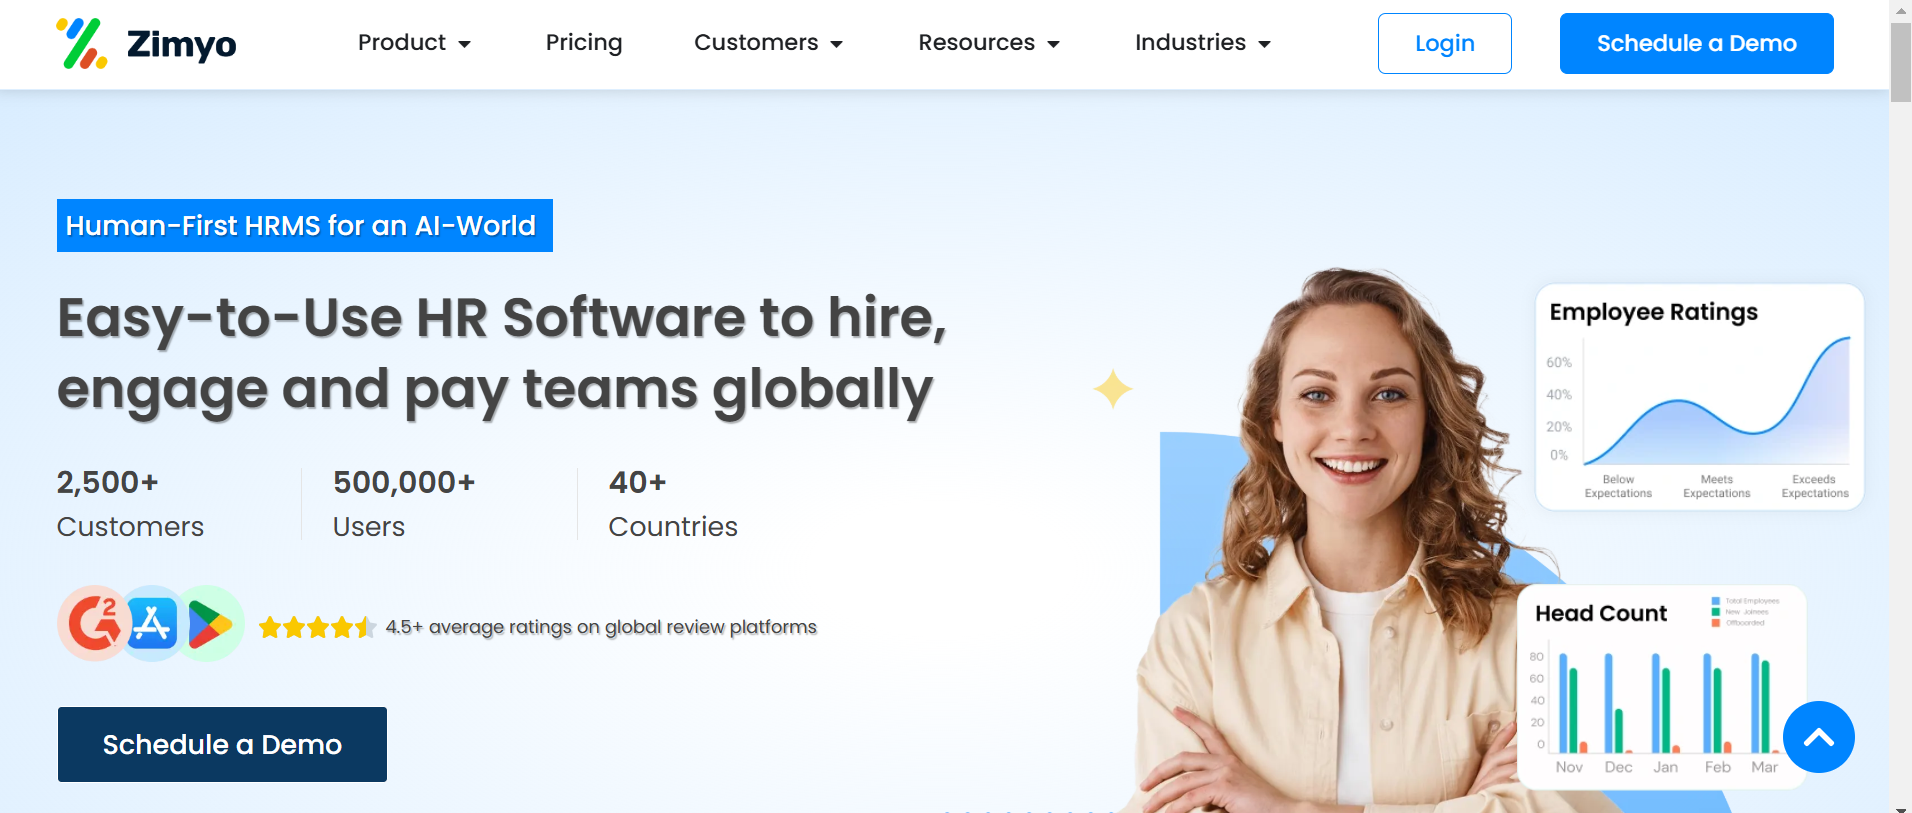 Zimyo
Product
Pricing
Customers
Resources
Industries
Login
Schedule a Demo
Human-First HRMS for an AI-World
Easy-to-Use HR Software to hire,
engage and pay teams globally
2,500+
Customers
500,000+
Users
40+
Countries
4.5+ average ratings on global review platforms
Schedule a Demo
Employee Ratings
60%
40%
20%
0%
Below
Expectations
Meets
Expectations
Exceeds
Expectations
Head Count
Total Employees
New Joinees
Offboarded
80
60
40
20
0
Nov Dec Jan Feb Mar